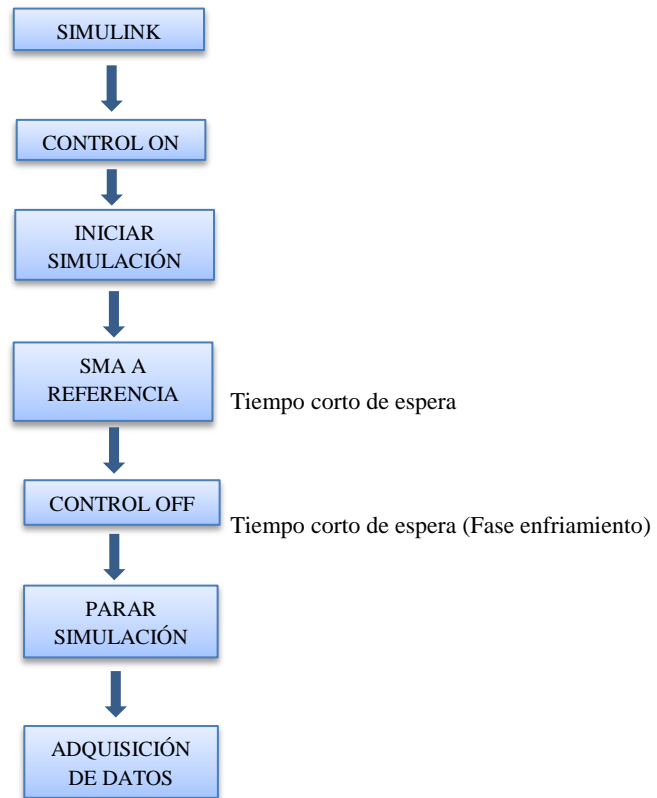 SIMULINK
CONTROL ON
INICIAR
SIMULACIÓN
SMA A
REFERENCIA
Tiempo corto de espera
CONTROL OFF
Tiempo corto de espera (Fase enfriamiento)
PARAR
SIMULACIÓN
ADQUISICIÓN
DE DATOS